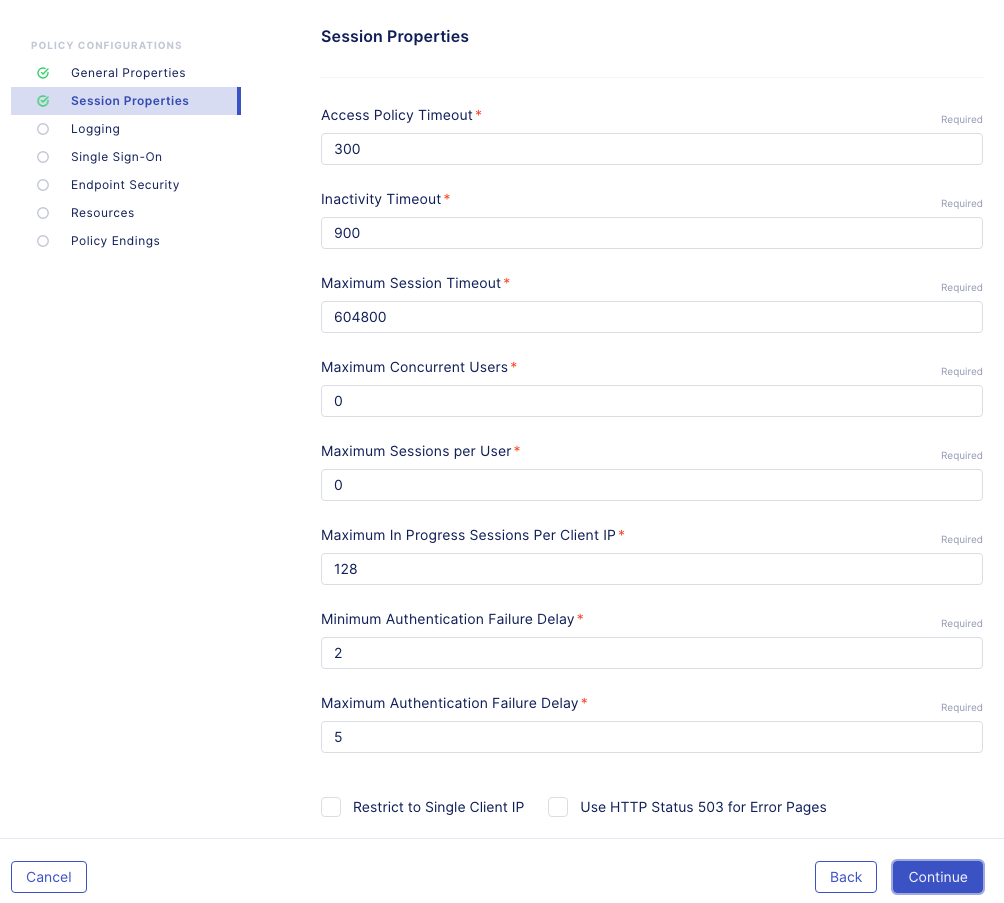 POLICY CONFIGURATIONS
General Properties
Session Properties
Logging
Single Sign-On
Endpoint Security
Resources
Policy Endings
Session Properties
Access Policy Timeout* Required
300
Inactivity Timeout* Required
900
Maximum Session Timeout* Required
604800
Maximum Concurrent Users* Required
0
Maximum Sessions per User* Required
0
Maximum In Progress Sessions Per Client IP* Required
128
Minimum Authentication Failure Delay* Required
2
Maximum Authentication Failure Delay* Required
5
Restrict to Single Client IP Use HTTP Status 503 for Error Pages
Cancel Back Continue